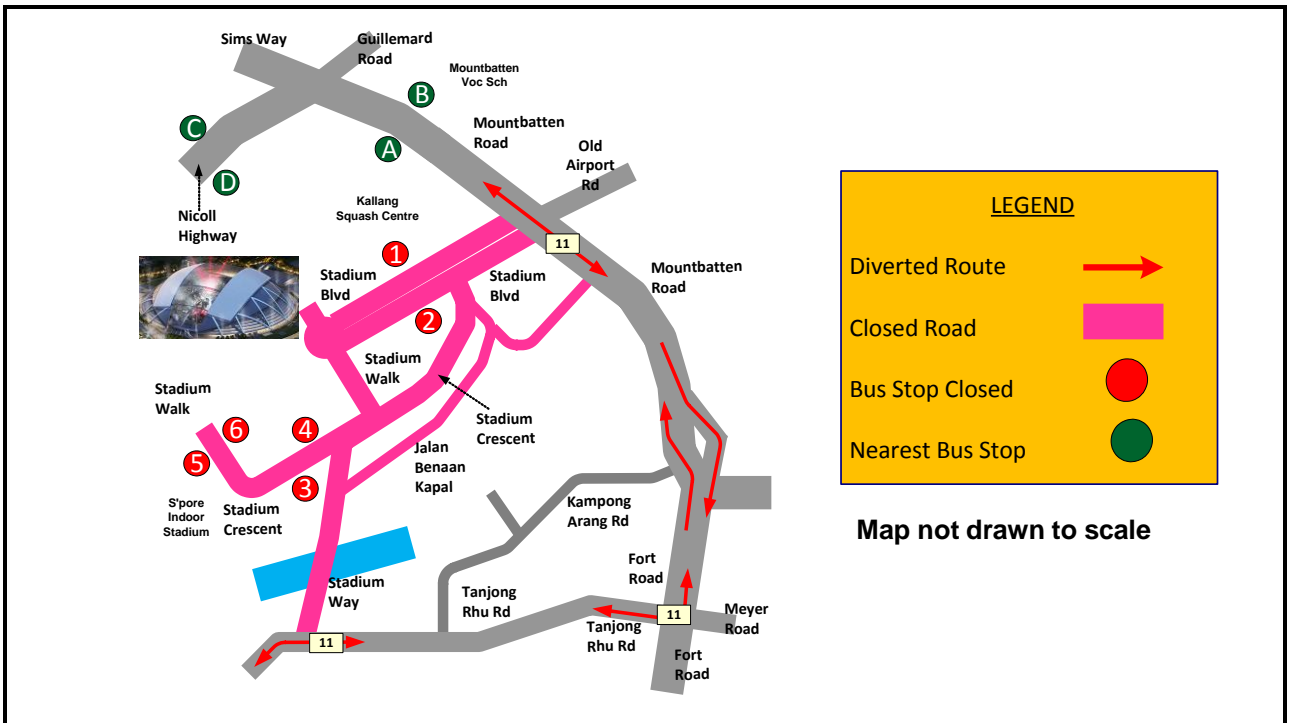 Sims Way
Guillemard
Road
Mountbatten
Voc Sch
B
C
A
Mountbatten
Road
Old
Airport
Rd
D
Nicoll
Highway
Kallang
Squash Centre
1
11
Stadium
Blvd
Stadium
Blvd
Mountbatten
Road
2
Stadium
Walk
Stadium
Walk
6
4
5
3
Stadium
Crescent
Jalan
Benaan
Kapal
S'pore
Indoor
Stadium
Stadium
Crescent
Kampong
Arang Rd
Stadium
Way
Tanjong
Rhu Rd
Fort
Road
11
Meyer
Road
Tanjong
Rhu Rd
11
Fort
Road
LEGEND
Diverted Route
Closed Road
Bus Stop Closed
Nearest Bus Stop
Map not drawn to scale